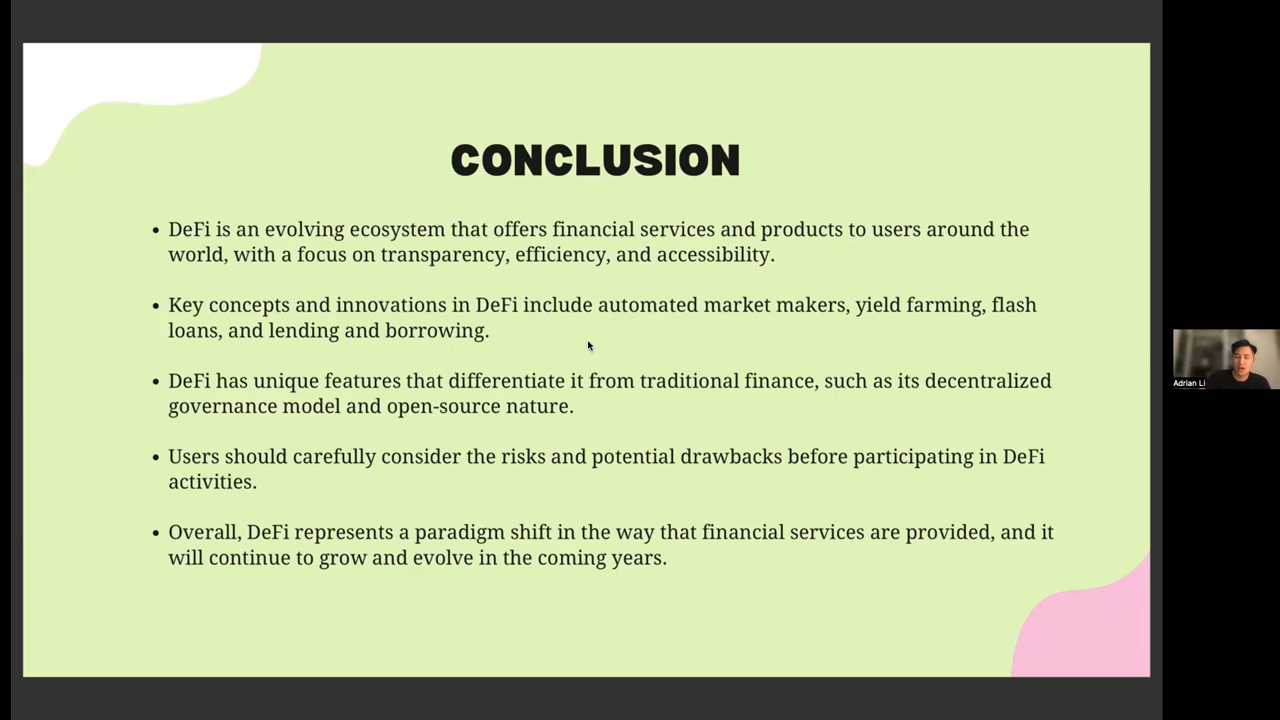 CONCLUSION
• DeFi is an evolving ecosystem that offers financial services and products to users around the
world, with a focus on transparency, efficiency, and accessibility.
• Key concepts and innovations in DeFi include automated market makers, yield farming, flash
loans, and lending and borrowing.
• DeFi has unique features that differentiate it from traditional finance, such as its decentralized
governance model and open-source nature.
• Users should carefully consider the risks and potential drawbacks before participating in DeFi
activities.
• Overall, DeFi represents a paradigm shift in the way that financial services are provided, and it
will continue to grow and evolve in the coming years.
Adrian Li